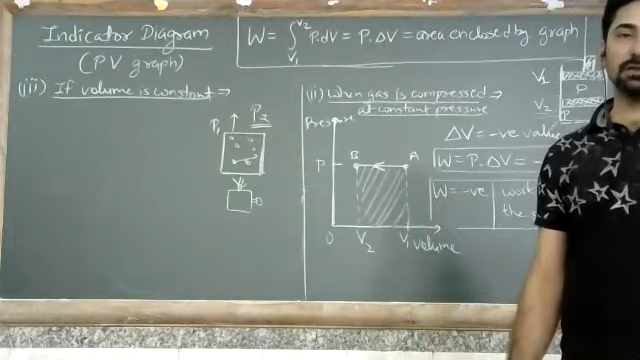 Indicator Diagram
(PV graph)
W = ∫_{V₁}^{V₂} P.dV = P.ΔV = area enclosed by graph
(iii) If volume is constant ⇒
P₁ P₂
(ii) When gas is compressed ⇒
at constant pressure
Pressure
P B A
O V₂ V₁ volume
ΔV = -ve value
W = P.ΔV = -
W = -ve work
the
V₁
P
V₂
P